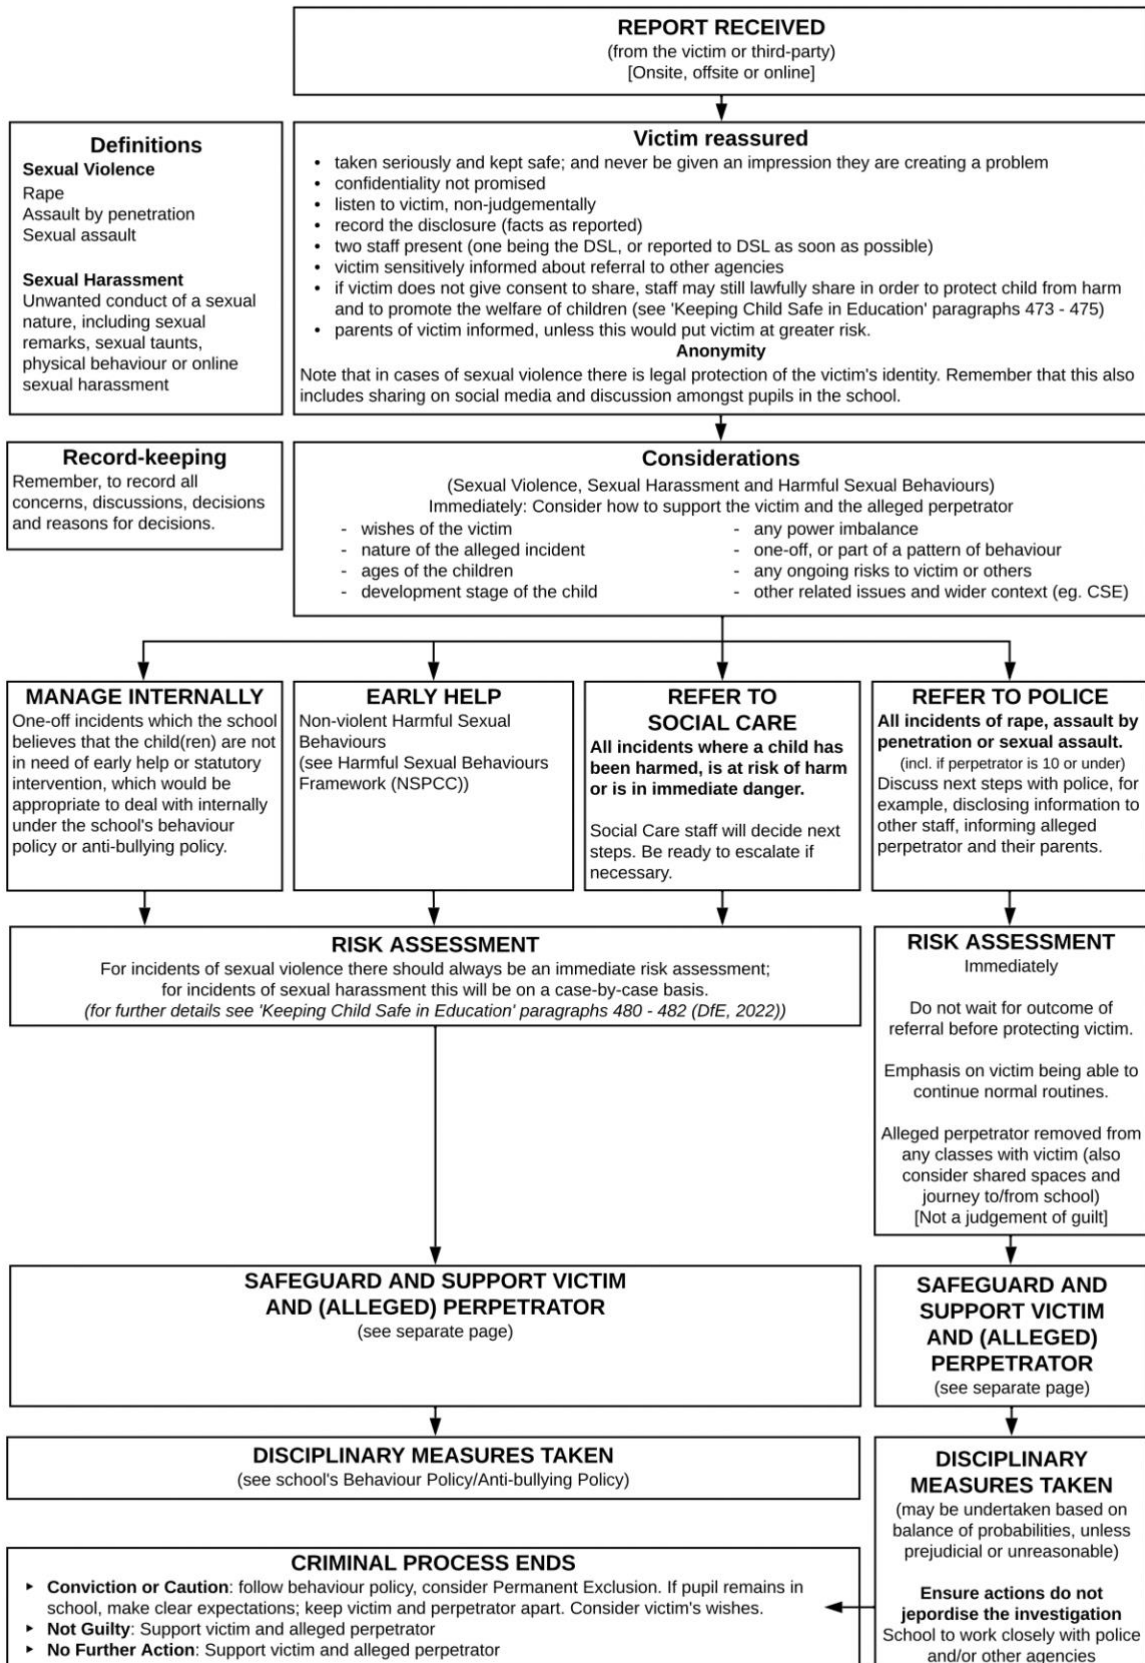 REPORT RECEIVED
(from the victim or third-party)
[Onsite, offsite or online]
Definitions
Sexual Violence
Rape
Assault by penetration
Sexual assault
Sexual Harassment
Unwanted conduct of a sexual
nature, including sexual
remarks, sexual taunts,
physical behaviour or online
sexual harassment
Victim reassured
• taken seriously and kept safe; and never be given an impression they are creating a problem
• confidentiality not promised
• listen to victim, non-judgementally
• record the disclosure (facts as reported)
• two staff present (one being the DSL, or reported to DSL as soon as possible)
• victim sensitively informed about referral to other agencies
• if victim does not give consent to share, staff may still lawfully share in order to protect child from harm
and to promote the welfare of children (see 'Keeping Child Safe in Education' paragraphs 473 - 475)
• parents of victim informed, unless this would put victim at greater risk.
Anonymity
Note that in cases of sexual violence there is legal protection of the victim's identity. Remember that this also
includes sharing on social media and discussion amongst pupils in the school.
Record-keeping
Remember, to record all
concerns, discussions, decisions
and reasons for decisions.
Considerations
(Sexual Violence, Sexual Harassment and Harmful Sexual Behaviours)
Immediately: Consider how to support the victim and the alleged perpetrator
- wishes of the victim
- nature of the alleged incident
- ages of the children
- development stage of the child
- any power imbalance
- one-off, or part of a pattern of behaviour
- any ongoing risks to victim or others
- other related issues and wider context (eg. CSE)
MANAGE INTERNALLY
One-off incidents which the school
believes that the child(ren) are not
in need of early help or statutory
intervention, which would be
appropriate to deal with internally
under the school's behaviour
policy or anti-bullying policy.
EARLY HELP
Non-violent Harmful Sexual
Behaviours
(see Harmful Sexual Behaviours
Framework (NSPCC))
REFER TO
SOCIAL CARE
All incidents where a child has
been harmed, is at risk of harm
or is in immediate danger.
Social Care staff will decide next
steps. Be ready to escalate if
necessary.
REFER TO POLICE
All incidents of rape, assault by
penetration or sexual assault.
(incl. if perpetrator is 10 or under)
Discuss next steps with police, for
example, disclosing information to
other staff, informing alleged
perpetrator and their parents.
RISK ASSESSMENT
For incidents of sexual violence there should always be an immediate risk assessment;
for incidents of sexual harassment this will be on a case-by-case basis.
(for further details see 'Keeping Child Safe in Education' paragraphs 480 - 482 (DfE, 2022))
RISK ASSESSMENT
Immediately
Do not wait for outcome of
referral before protecting victim.
Emphasis on victim being able to
continue normal routines.
Alleged perpetrator removed from
any classes with victim (also
consider shared spaces and
journey to/from school)
[Not a judgement of guilt]
SAFEGUARD AND SUPPORT VICTIM
AND (ALLEGED) PERPETRATOR
(see separate page)
SAFEGUARD AND
SUPPORT VICTIM
AND (ALLEGED)
PERPETRATOR
(see separate page)
DISCIPLINARY MEASURES TAKEN
(see school's Behaviour Policy/Anti-bullying Policy)
DISCIPLINARY
MEASURES TAKEN
(may be undertaken based on
balance of probabilities, unless
prejudicial or unreasonable)
Ensure actions do not
jepordise the investigation
School to work closely with police
and/or other agencies
CRIMINAL PROCESS ENDS
▸ Conviction or Caution: follow behaviour policy, consider Permanent Exclusion. If pupil remains in
school, make clear expectations; keep victim and perpetrator apart. Consider victim's wishes.
▸ Not Guilty: Support victim and alleged perpetrator
▸ No Further Action: Support victim and alleged perpetrator